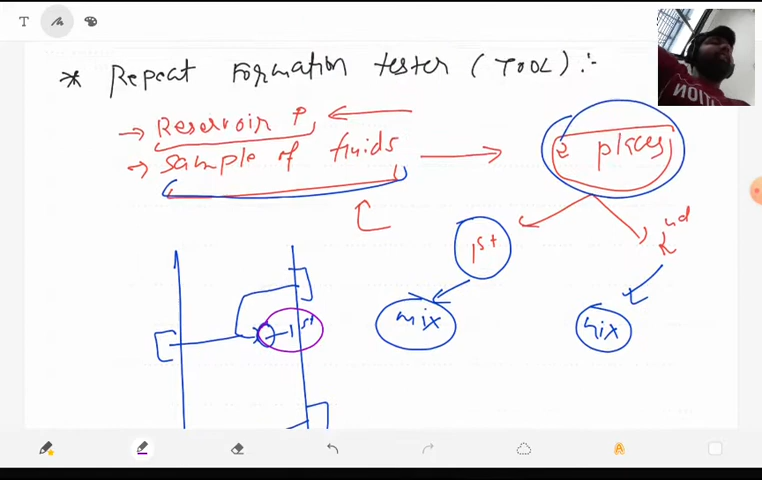 T
* Repeat Formation tester (TOOL) :-
→ Reservoir P ←
→ Sample of fluids → 2 places
1st 2nd
mix mix
x - 1st
A